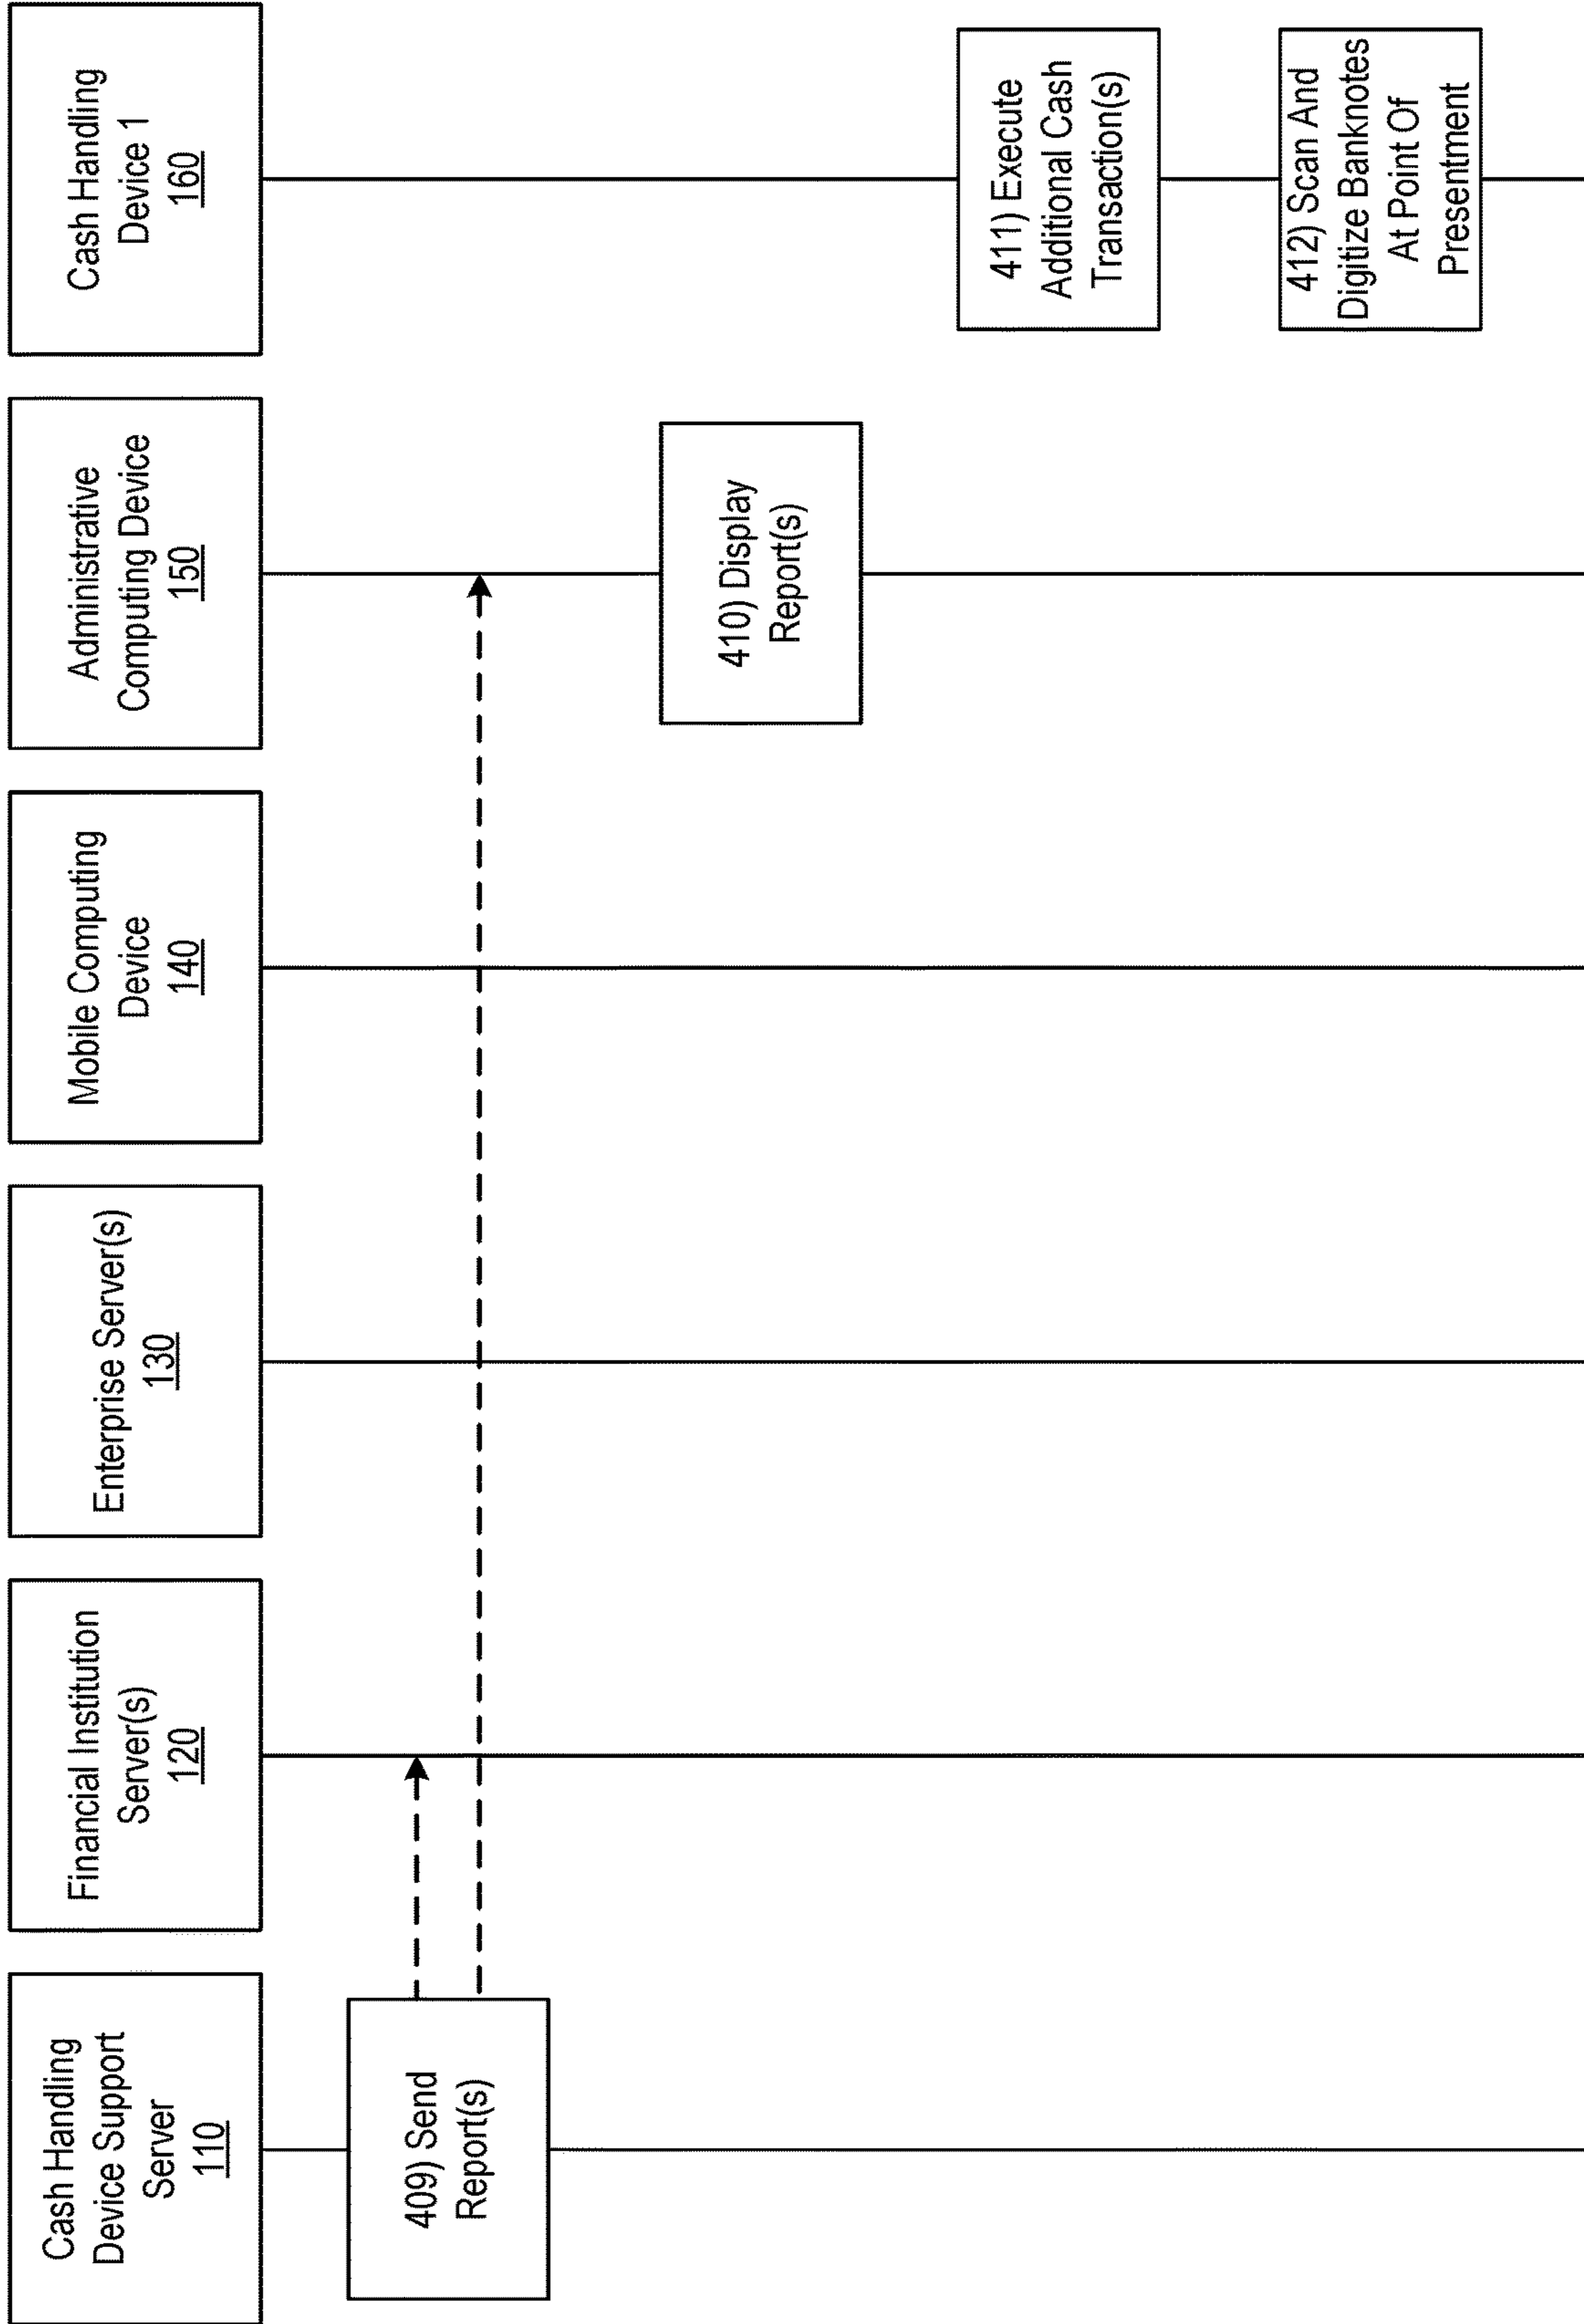 Cash Handling
Device Support
Server
110
Financial Institution
Server(s)
120
Enterprise Server(s)
130
Mobile Computing
Device
140
Administrative
Computing Device
150
Cash Handling
Device 1
160
409) Send
Report(s)
410) Display
Report(s)
411) Execute
Additional Cash
Transaction(s)
412) Scan And
Digitize Banknotes
At Point Of
Presentment